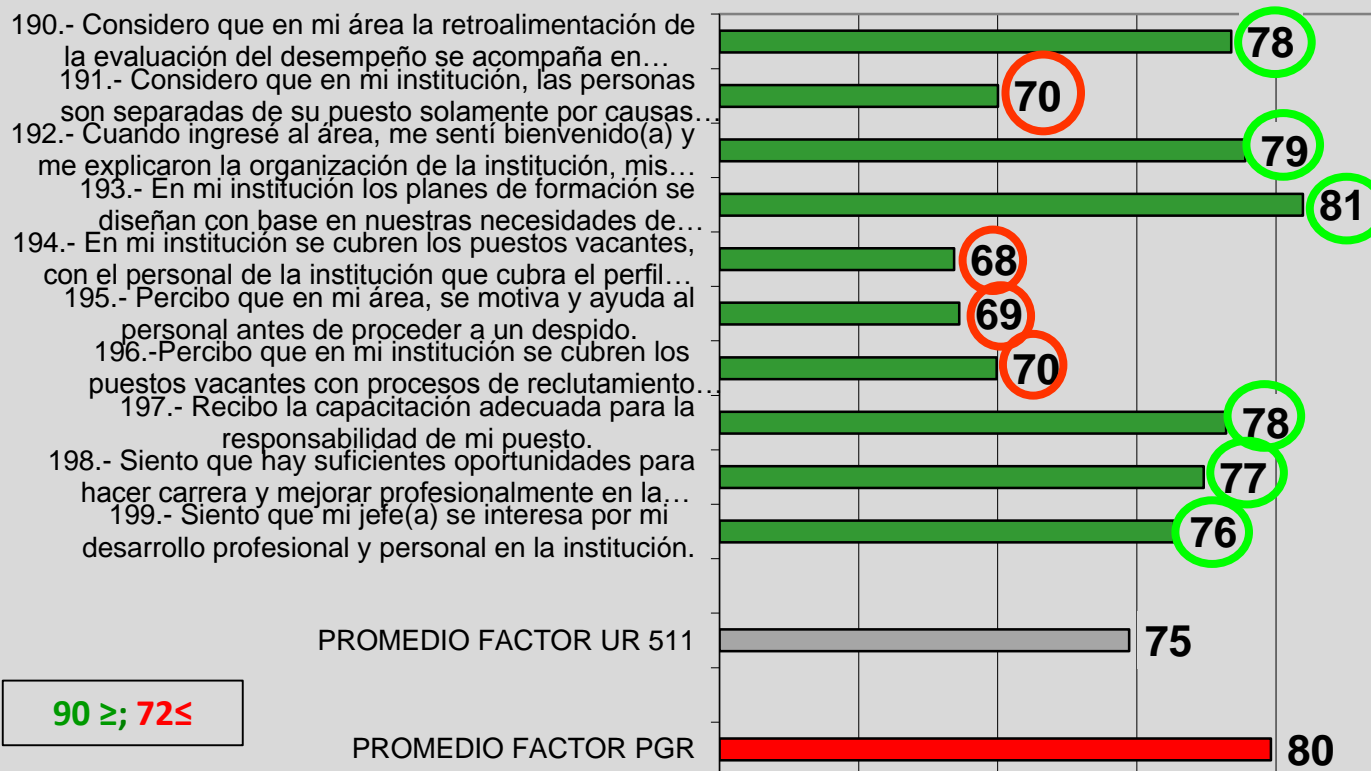 190.- Considero que en mi área la retroalimentación de
la evaluación del desempeño se acompaña en…
78
191.- Considero que en mi institución, las personas
son separadas de su puesto solamente por causas…
70
192.- Cuando ingresé al área, me sentí bienvenido(a) y
me explicaron la organización de la institución, mis…
79
193.- En mi institución los planes de formación se
diseñan con base en nuestras necesidades de…
81
194.- En mi institución se cubren los puestos vacantes,
con el personal de la institución que cubra el perfil…
68
195.- Percibo que en mi área, se motiva y ayuda al
personal antes de proceder a un despido.
69
196.-Percibo que en mi institución se cubren los
puestos vacantes con procesos de reclutamiento…
70
197.- Recibo la capacitación adecuada para la
responsabilidad de mi puesto.
78
198.- Siento que hay suficientes oportunidades para
hacer carrera y mejorar profesionalmente en la…
77
199.- Siento que mi jefe(a) se interesa por mi
desarrollo profesional y personal en la institución.
76
PROMEDIO FACTOR UR 511
75
90 ≥; 72≤
PROMEDIO FACTOR PGR
80